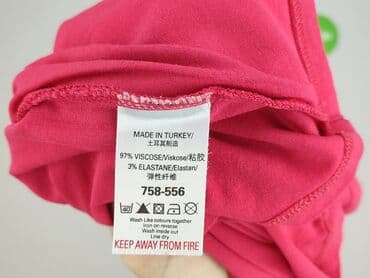 MADE IN TURKEY/
土耳其制造
97% VISCOSE/Viskose/粘胶
3% ELASTANE/Elastan/
弹性纤维
758-556
Wash Like colours together
Iron on reverse
Wash inside out
Line dry
KEEP AWAY FROM FIRE